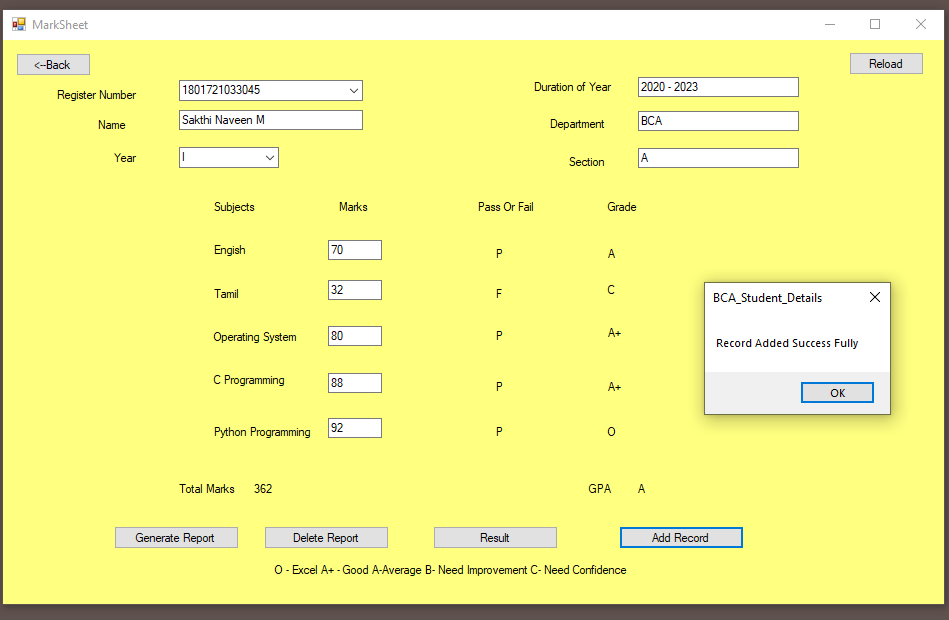 MarkSheet
<--Back
Reload
Register Number 1801721033045 Duration of Year 2020 - 2023
Name Sakthi Naveen M Department BCA
Year I Section A
Subjects Marks Pass Or Fail Grade
Engish 70 P A
Tamil 32 F C
Operating System 80 P A+
C Programming 88 P A+
Python Programming 92 P O
Total Marks 362 GPA A
Generate Report Delete Report Result Add Record
O - Excel A+ - Good A-Average B- Need Improvement C- Need Confidence
BCA_Student_Details
Record Added Success Fully
OK